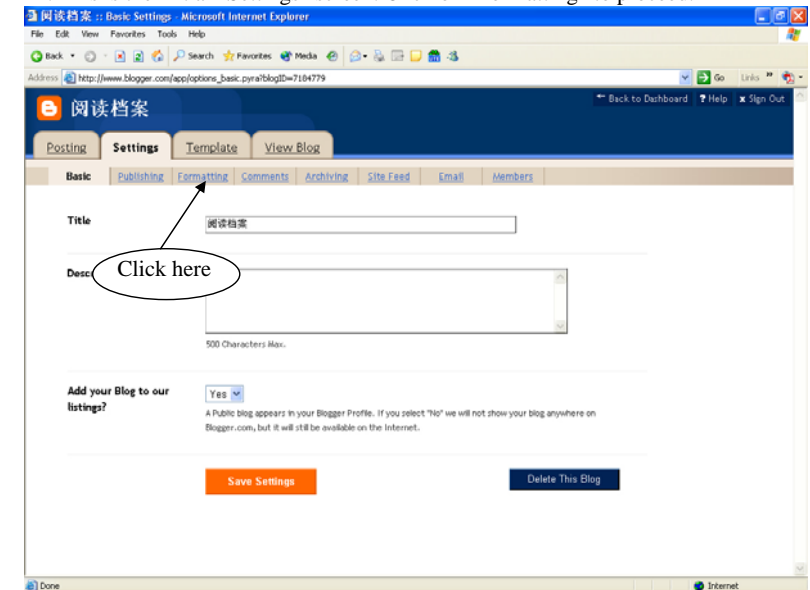 阅读档案 :: Basic Settings - Microsoft Internet Explorer
File Edit View Favorites Tools Help
Back Search Favorites Media
Address http://www.blogger.com/app/options_basic.pyra?blogID=7184779 Go Links »
阅读档案
Back to Dashboard ? Help x Sign Out
Posting Settings Template View Blog
Basic Publishing Formatting Comments Archiving Site Feed Email Members
Title 阅读档案
Click here
500 Characters Max.
Add your Blog to our
listings?
Yes
A Public blog appears in your Blogger Profile. If you select "No" we will not show your blog anywhere on
Blogger.com, but it will still be available on the Internet.
Save Settings Delete This Blog
Done Internet